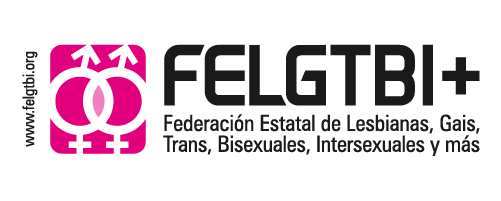 www.felgtbi.org
FELGTBI+
Federación Estatal de Lesbianas, Gais,
Trans, Bisexuales, Intersexuales y más